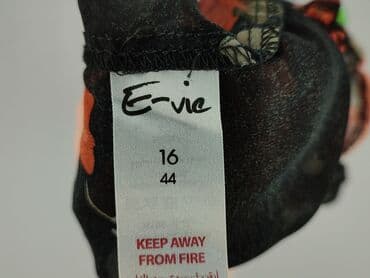 E-vie
16
44
KEEP AWAY
FROM FIRE